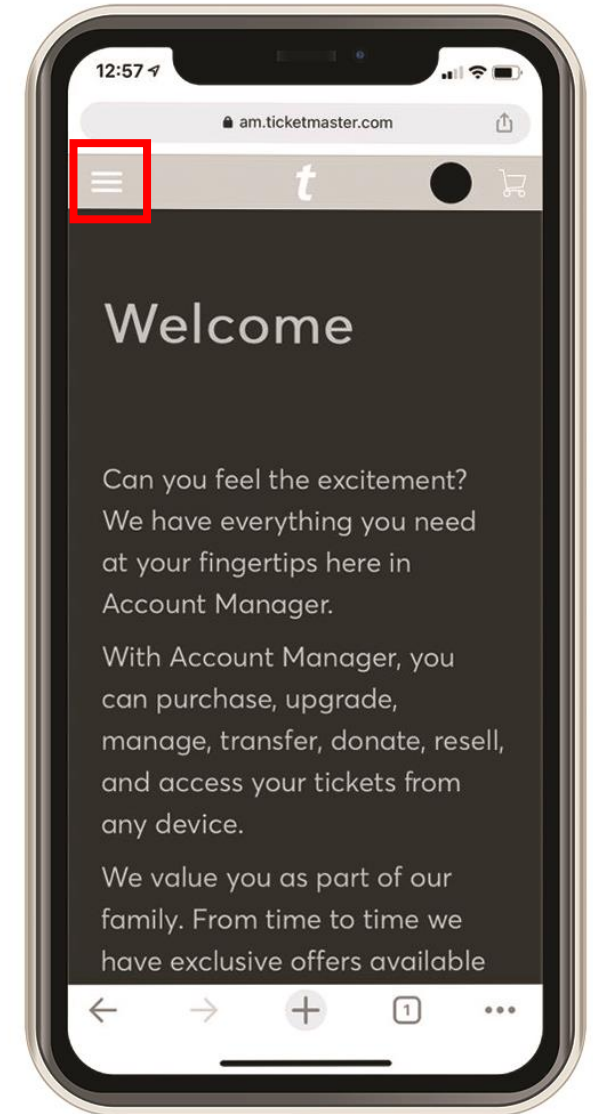 12:57
am.ticketmaster.com
t
Welcome
Can you feel the excitement?
We have everything you need
at your fingertips here in
Account Manager.
With Account Manager, you
can purchase, upgrade,
manage, transfer, donate, resell,
and access your tickets from
any device.
We value you as part of our
family. From time to time we
have exclusive offers available
1